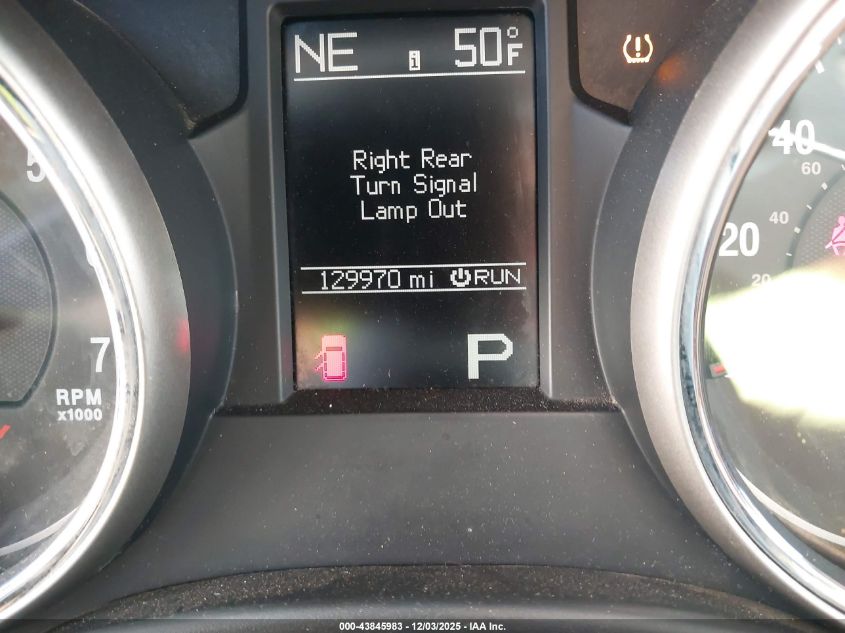 NE i 50°F
Right Rear
Turn Signal
Lamp Out
129970 mi RUN
P
5
7
RPM
x1000
40
60
20
40
20
000-43845983 - 12/03/2025 - IAA Inc.